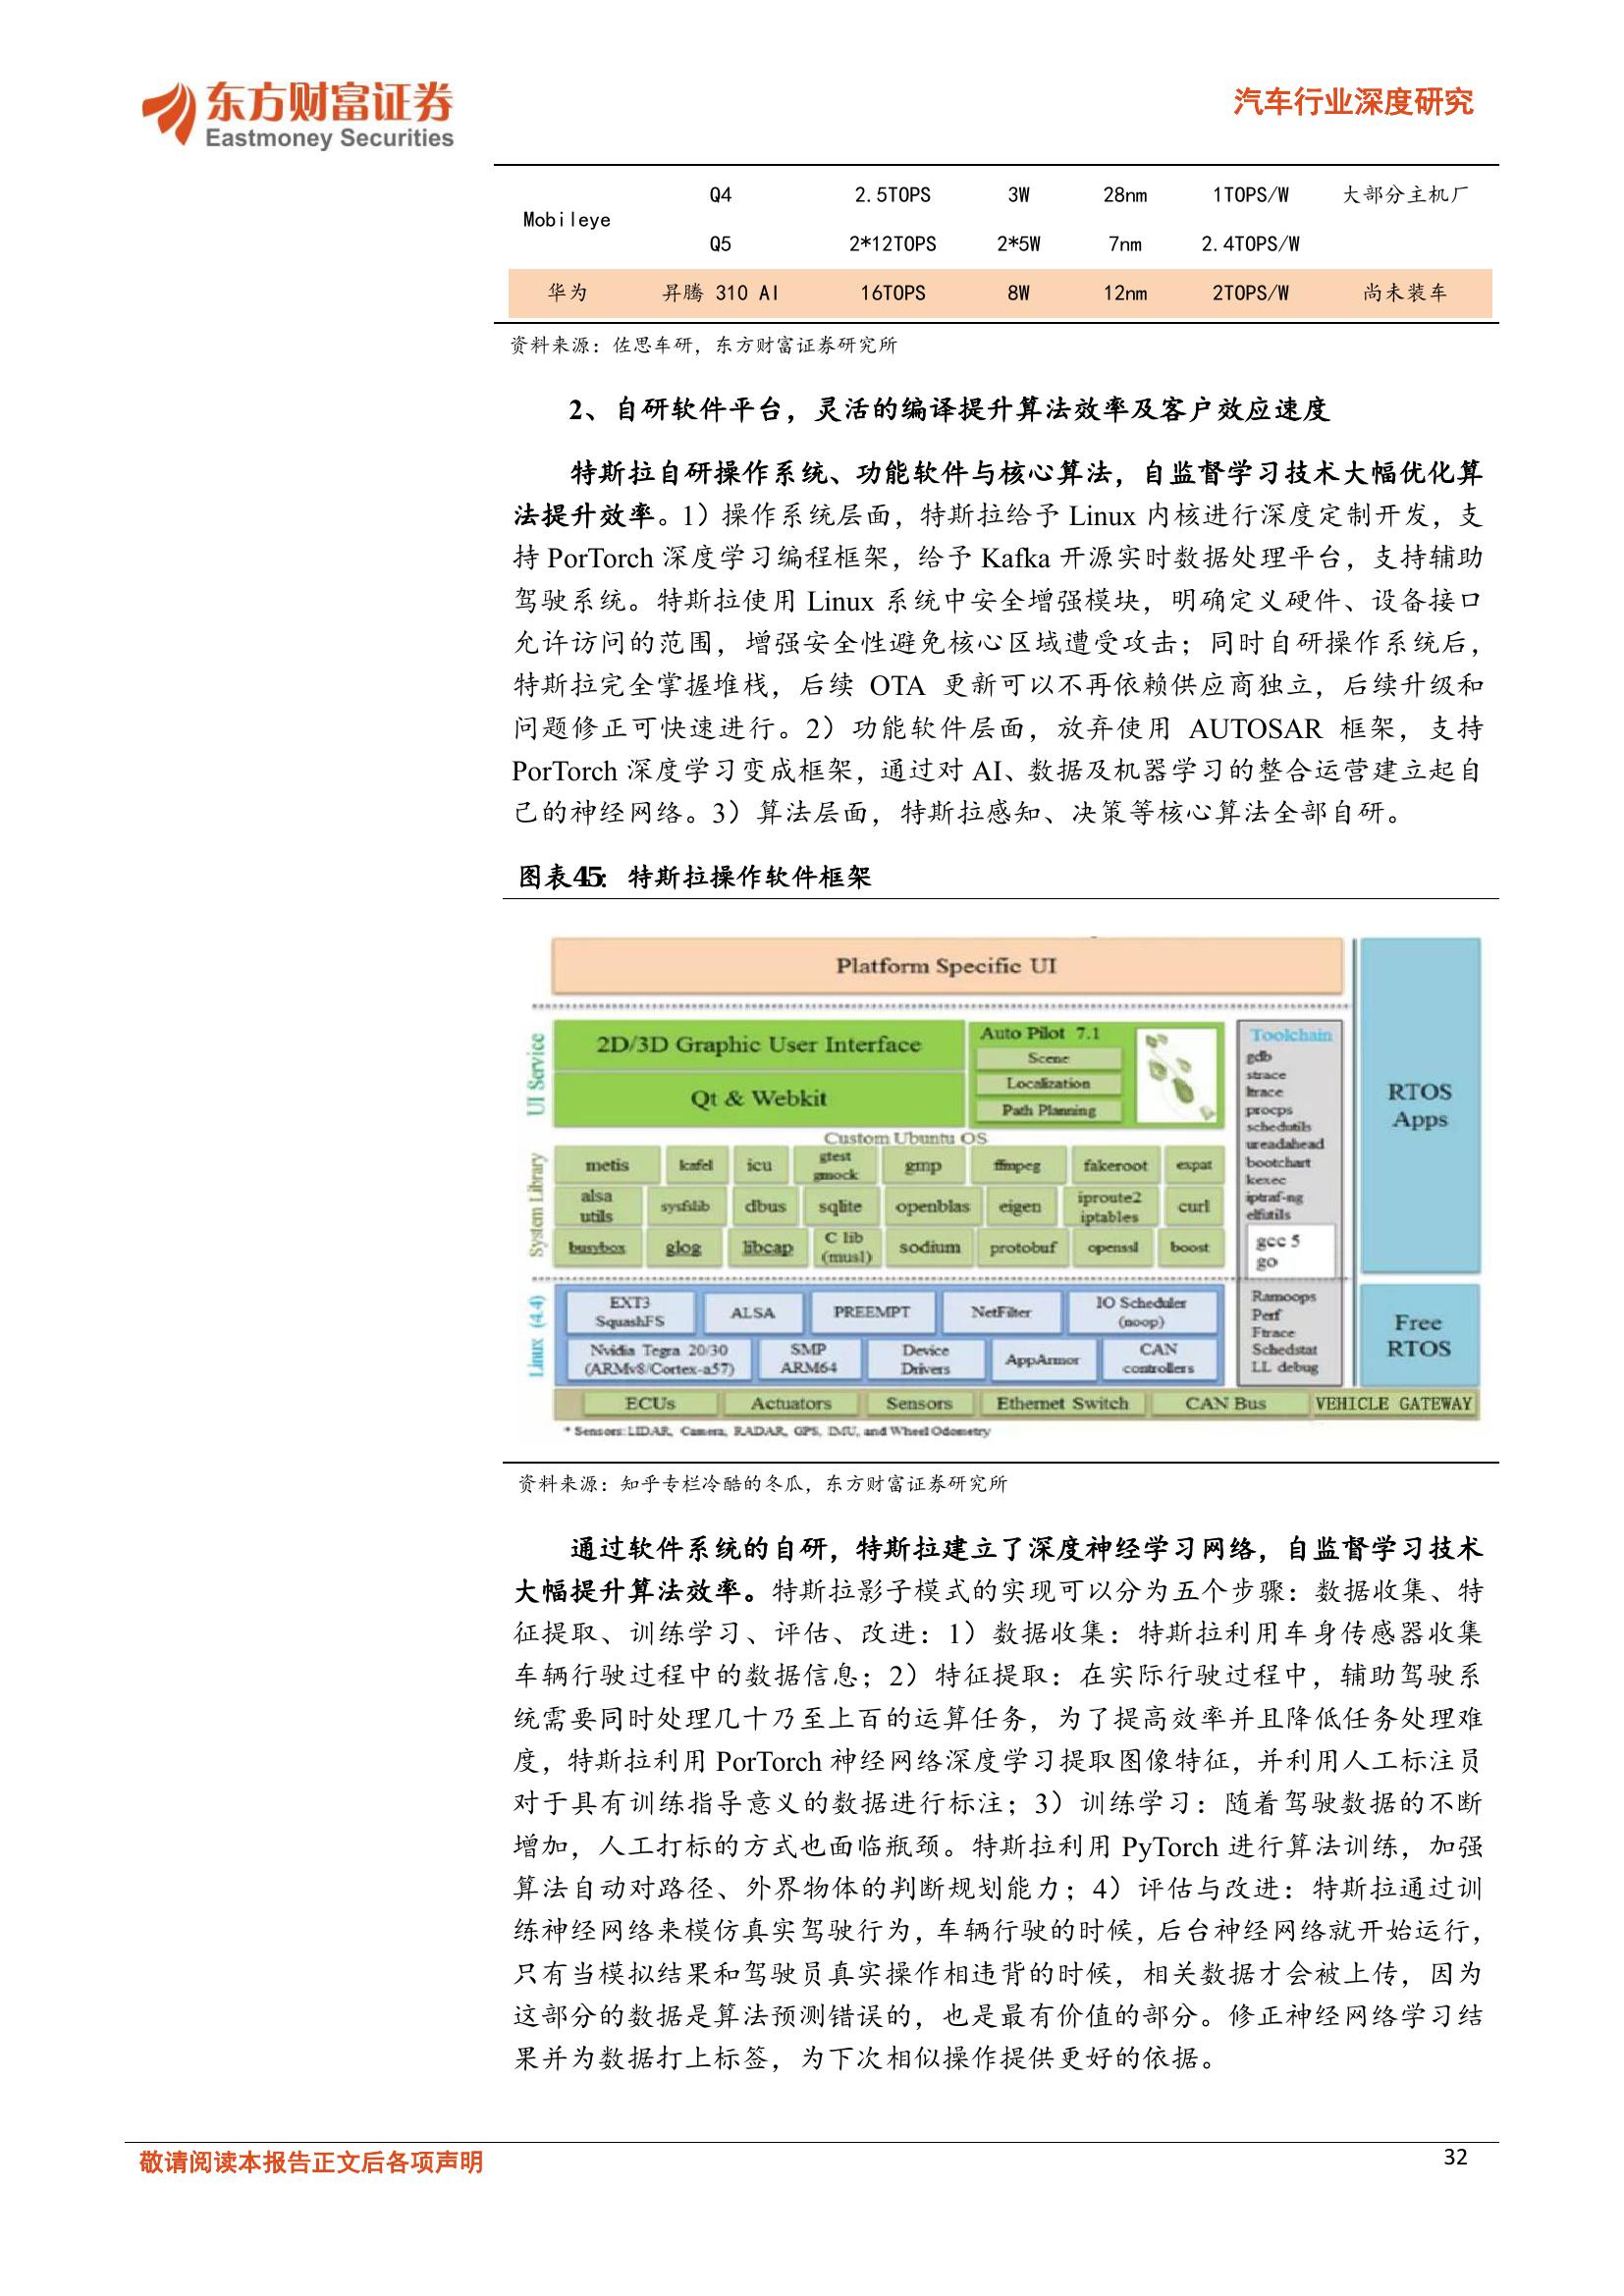 东方财富证券
Eastmoney Securities
汽车行业深度研究
Mobileye Q4 2.5TOPS 3W 28nm 1TOPS/W 大部分主机厂
Q5 2*12TOPS 2*5W 7nm 2.4TOPS/W
华为 昇腾 310 AI 16TOPS 8W 12nm 2TOPS/W 尚未装车
资料来源：佐思车研，东方财富证券研究所
2、自研软件平台，灵活的编译提升算法效率及客户效应速度
特斯拉自研操作系统、功能软件与核心算法，自监督学习技术大幅优化算
法提升效率。1）操作系统层面，特斯拉给予 Linux 内核进行深度定制开发，支
持 PorTorch 深度学习编程框架，给予 Kafka 开源实时数据处理平台，支持辅助
驾驶系统。特斯拉使用 Linux 系统中安全增强模块，明确定义硬件、设备接口
允许访问的范围，增强安全性避免核心区域遭受攻击；同时自研操作系统后，
特斯拉完全掌握堆栈，后续 OTA 更新可以不再依赖供应商独立，后续升级和
问题修正可快速进行。2）功能软件层面，放弃使用 AUTOSAR 框架，支持
PorTorch 深度学习变成框架，通过对 AI、数据及机器学习的整合运营建立起自
己的神经网络。3）算法层面，特斯拉感知、决策等核心算法全部自研。
图表45：特斯拉操作软件框架
Platform Specific UI
UI Service
2D/3D Graphic User Interface
Qt & Webkit
Auto Pilot 7.1
Scene
Localization
Path Planning
Custom Ubuntu OS
System Library
metis kafel icu gtest gmock gmp ffmpeg fakeroot expat
alsa utils sysfslib dbus sqlite openblas eigen iproute2 iptables curl
busybox glog libcap C lib (musl) sodium protobuf openssl boost
Toolchain
gdb
strace
ltrace
procps
schedutils
ureadahead
bootchart
kexec
iptraf-ng
elfutils
gcc 5
go
RTOS
Apps
Linux (4.4)
EXT3 SquashFS ALSA PREEMPT NetFilter IO Scheduler (noop)
Nvidia Tegra 20/30 (ARMv8/Cortex-a57) SMP ARM64 Device Drivers AppArmor CAN controllers
Ramoops
Perf
Ftrace
Schedstat
LL debug
Free
RTOS
ECUs Actuators Sensors Ethernet Switch CAN Bus VEHICLE GATEWAY
* Sensors: LIDAR, Camera, RADAR, GPS, IMU, and Wheel Odometry
资料来源：知乎专栏冷酷的冬瓜，东方财富证券研究所
通过软件系统的自研，特斯拉建立了深度神经学习网络，自监督学习技术
大幅提升算法效率。特斯拉影子模式的实现可以分为五个步骤：数据收集、特
征提取、训练学习、评估、改进：1）数据收集：特斯拉利用车身传感器收集
车辆行驶过程中的数据信息；2）特征提取：在实际行驶过程中，辅助驾驶系
统需要同时处理几十乃至上百的运算任务，为了提高效率并且降低任务处理难
度，特斯拉利用 PorTorch 神经网络深度学习提取图像特征，并利用人工标注员
对于具有训练指导意义的数据进行标注；3）训练学习：随着驾驶数据的不断
增加，人工打标的方式也面临瓶颈。特斯拉利用 PyTorch 进行算法训练，加强
算法自动对路径、外界物体的判断规划能力；4）评估与改进：特斯拉通过训
练神经网络来模仿真实驾驶行为，车辆行驶的时候，后台神经网络就开始运行，
只有当模拟结果和驾驶员真实操作相违背的时候，相关数据才会被上传，因为
这部分的数据是算法预测错误的，也是最有价值的部分。修正神经网络学习结
果并为数据打上标签，为下次相似操作提供更好的依据。
敬请阅读本报告正文后各项声明
32